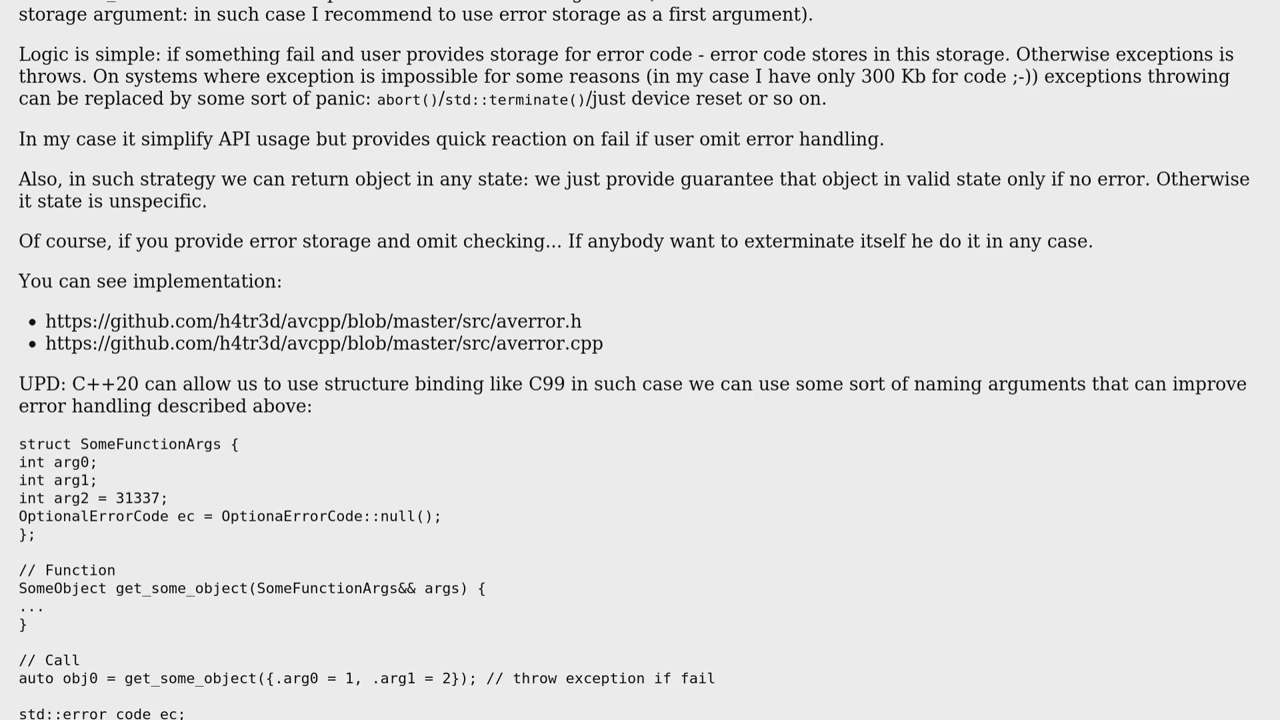 storage argument: in such case I recommend to use error storage as a first argument).
Logic is simple: if something fail and user provides storage for error code - error code stores in this storage. Otherwise exceptions is
throws. On systems where exception is impossible for some reasons (in my case I have only 300 Kb for code ;-)) exceptions throwing
can be replaced by some sort of panic: abort()/std::terminate()/just device reset or so on.
In my case it simplify API usage but provides quick reaction on fail if user omit error handling.
Also, in such strategy we can return object in any state: we just provide guarantee that object in valid state only if no error. Otherwise
it state is unspecific.
Of course, if you provide error storage and omit checking... If anybody want to exterminate itself he do it in any case.
You can see implementation:
• https://github.com/h4tr3d/avcpp/blob/master/src/averror.h
• https://github.com/h4tr3d/avcpp/blob/master/src/averror.cpp
UPD: C++20 can allow us to use structure binding like C99 in such case we can use some sort of naming arguments that can improve
error handling described above:
struct SomeFunctionArgs {
int arg0;
int arg1;
int arg2 = 31337;
OptionalErrorCode ec = OptionaErrorCode::null();
};
// Function
SomeObject get_some_object(SomeFunctionArgs&& args) {
...
}
// Call
auto obj0 = get_some_object({.arg0 = 1, .arg1 = 2}); // throw exception if fail
std::error_code ec;